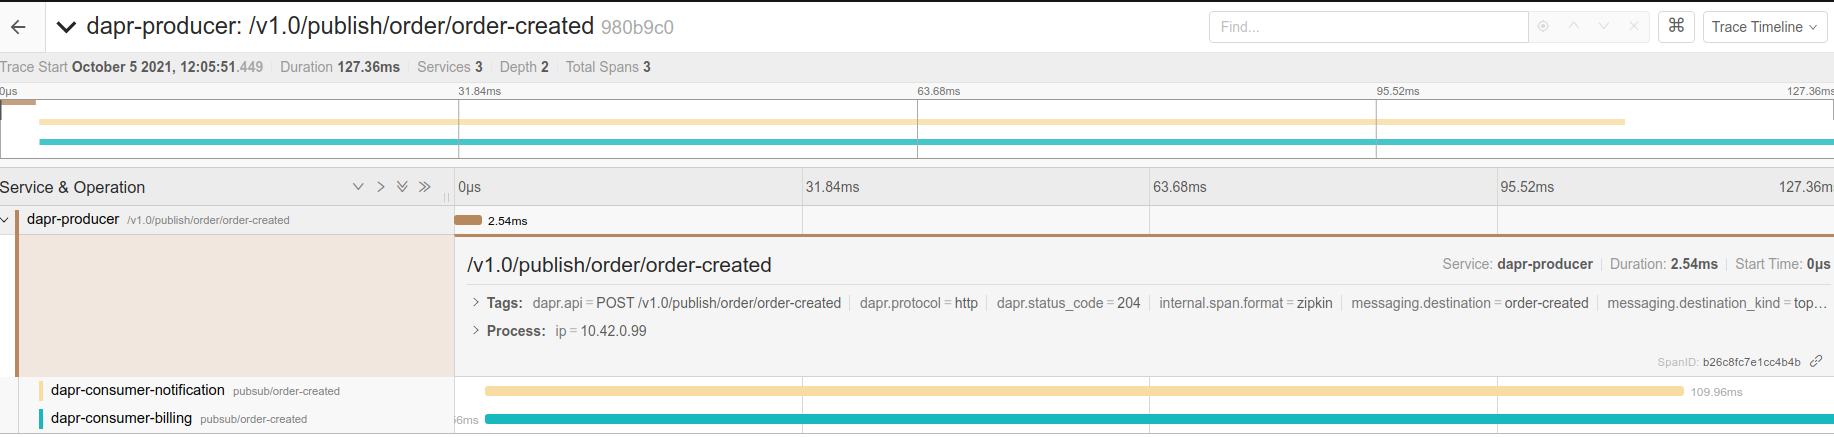 dapr-producer: /v1.0/publish/order/order-created 980b9c0 Find... ⌘ Trace Timeline
Trace Start October 5 2021, 12:05:51.449 Duration 127.36ms Services 3 Depth 2 Total Spans 3
0μs 31.84ms 63.68ms 95.52ms 127.36ms
Service & Operation 0μs 31.84ms 63.68ms 95.52ms 127.36ms
dapr-producer /v1.0/publish/order/order-created 2.54ms
/v1.0/publish/order/order-created Service: dapr-producer Duration: 2.54ms Start Time: 0μs
Tags: dapr.api = POST /v1.0/publish/order/order-created dapr.protocol = http dapr.status_code = 204 internal.span.format = zipkin messaging.destination = order-created messaging.destination_kind = top…
Process: ip = 10.42.0.99
SpanID: b26c8fc7e1cc4b4b
dapr-consumer-notification pubsub/order-created 109.96ms
dapr-consumer-billing pubsub/order-created